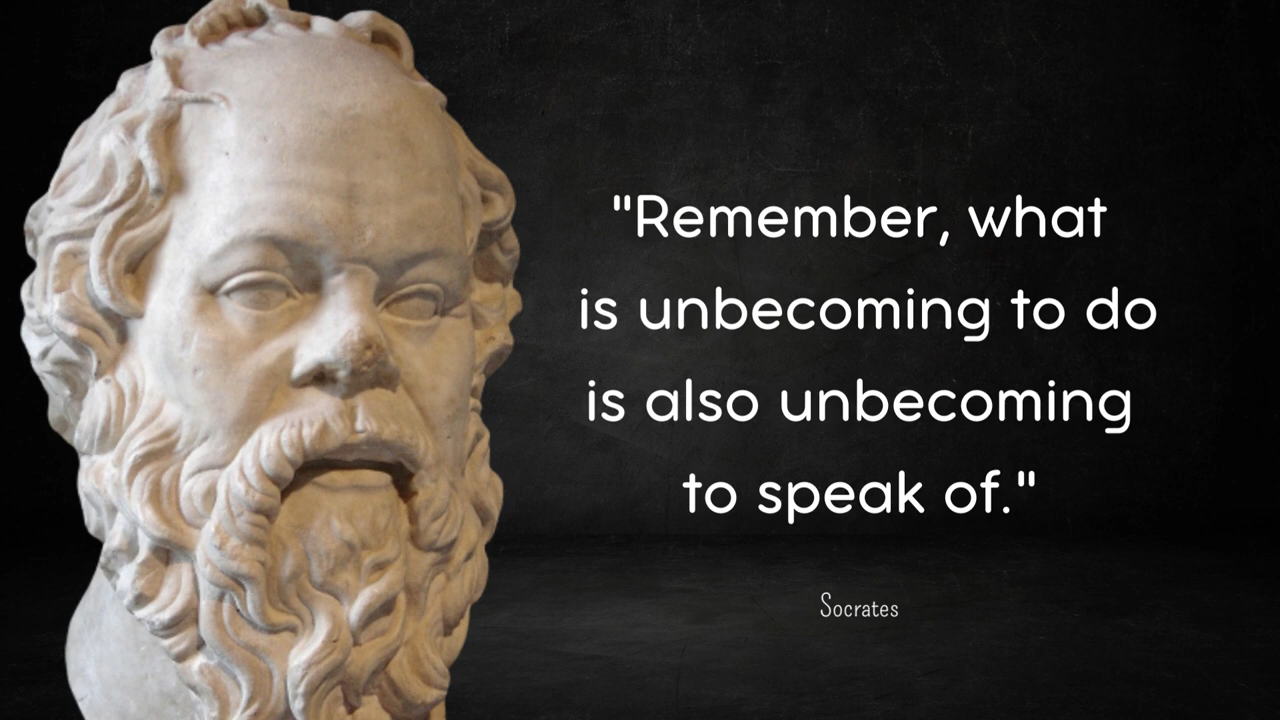 "Remember, what
is unbecoming to do
is also unbecoming
to speak of."
Socrates